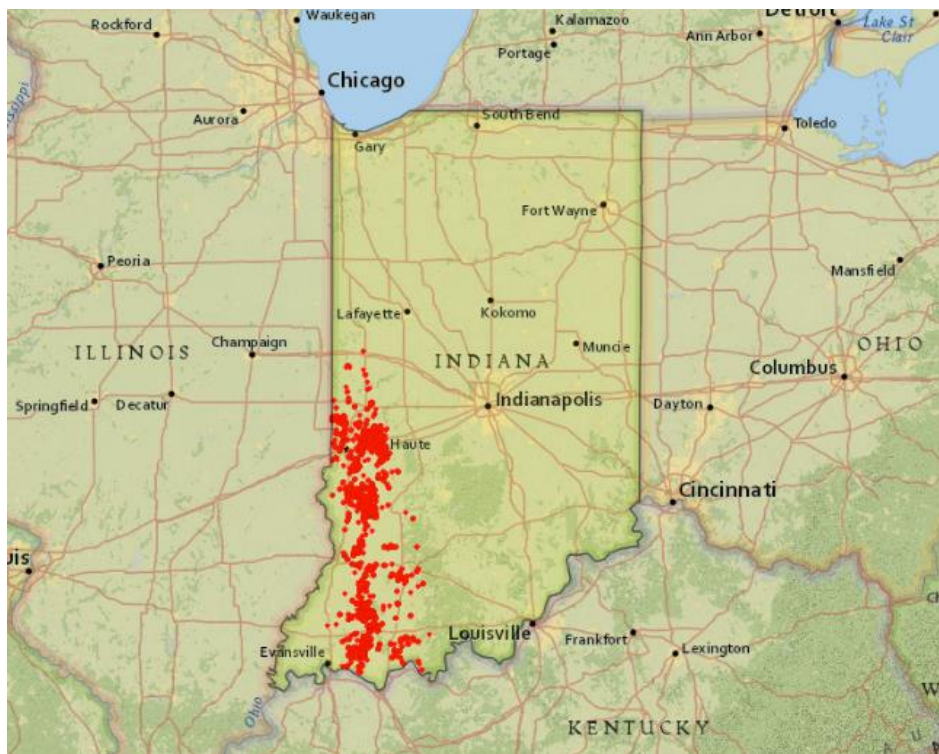 Waukegan
Kalamazoo
Detroit
Rockford
Portage
Ann Arbor
Lake St
Clair
Chicago
Aurora
South Bend
Toledo
Gary
Fort Wayne
Peoria
Mansfield
Lafayette
Kokomo
Champaign
Muncie
ILLINOIS
INDIANA
OHIO
Columbus
Springfield
Decatur
Indianapolis
Dayton
Haute
Cincinnati
uis
Louisville
Frankfort
Evansville
Lexington
Ohio
KENTUCKY